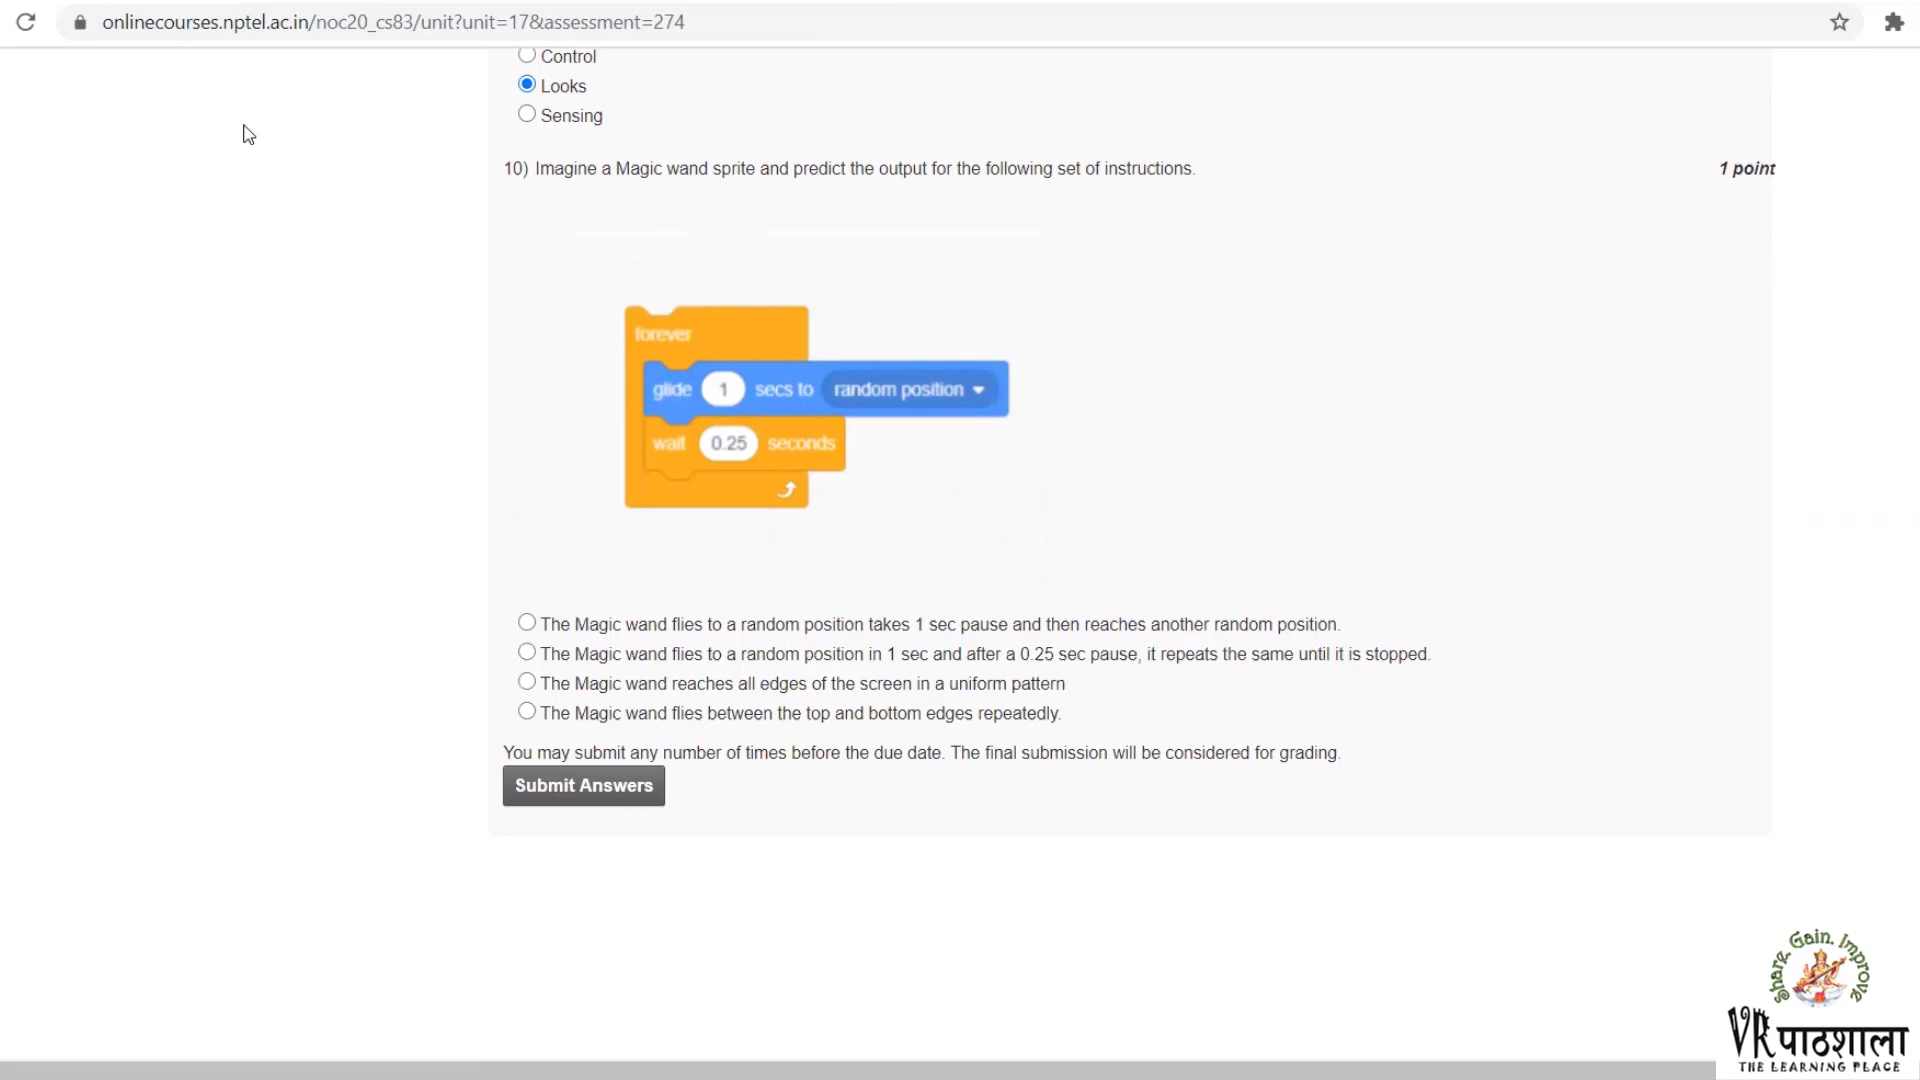 onlinecourses.nptel.ac.in/noc20_cs83/unit?unit=17&assessment=274
Control
Looks
Sensing
10) Imagine a Magic wand sprite and predict the output for the following set of instructions. 1 point
forever
glide 1 secs to random position
wait 0.25 seconds
The Magic wand flies to a random position takes 1 sec pause and then reaches another random position.
The Magic wand flies to a random position in 1 sec and after a 0.25 sec pause, it repeats the same until it is stopped.
The Magic wand reaches all edges of the screen in a uniform pattern
The Magic wand flies between the top and bottom edges repeatedly.
You may submit any number of times before the due date. The final submission will be considered for grading.
Submit Answers
Share. Gain. Improve
VR पाठशाला
THE LEARNING PLACE